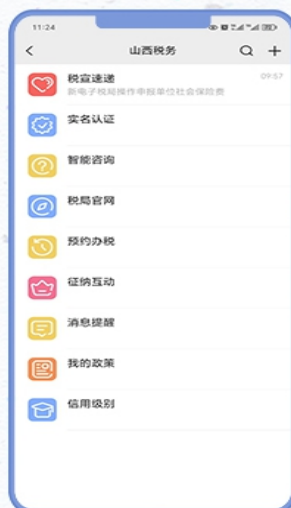 11:24
山西税务
税宣速递
09:57
新电子税局操作申报单位社会保险费
实名认证
智能咨询
税局官网
预约办税
征纳互动
消息提醒
我的政策
信用级别